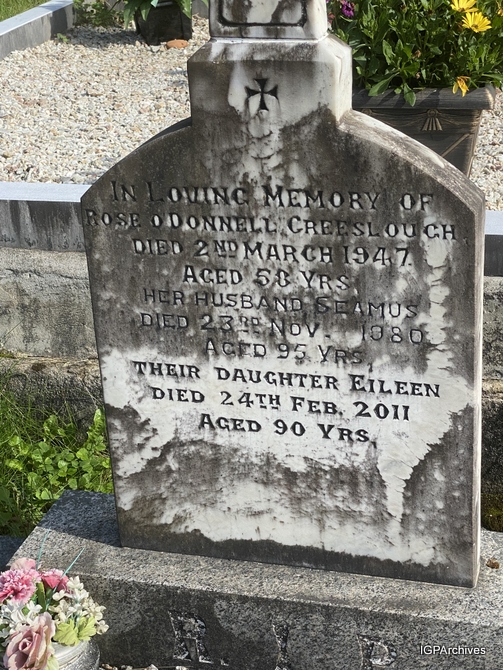 IN LOVING MEMORY OF
ROSE O'DONNELL, CREESLOUGH,
DIED 2ND MARCH 1947.
AGED 58 YRS,
HER HUSBAND SEAMUS
DIED 23RD NOV. 1980
AGED 95 YRS,
THEIR DAUGHTER EILEEN
DIED 24TH FEB. 2011
AGED 90 YRS,
R.I.P.
IGPArchives